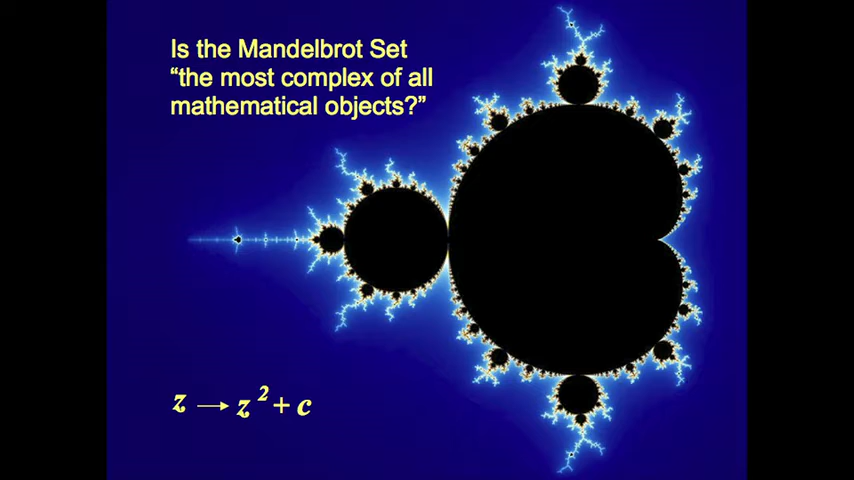 Is the Mandelbrot Set
“the most complex of all
mathematical objects?”
z → z² + c